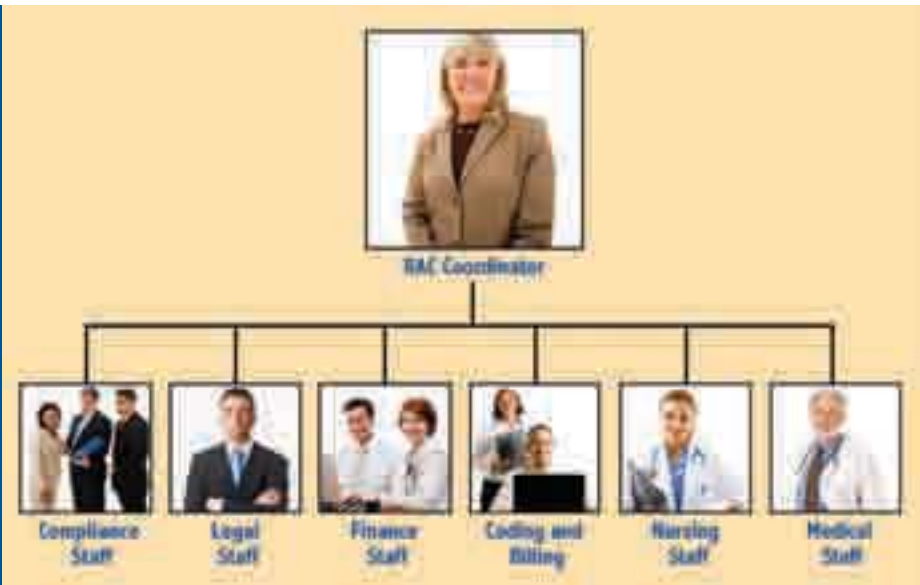 RAC Coordinator
Compliance
Staff
Legal
Staff
Finance
Staff
Coding and
Billing
Nursing
Staff
Medical
Staff